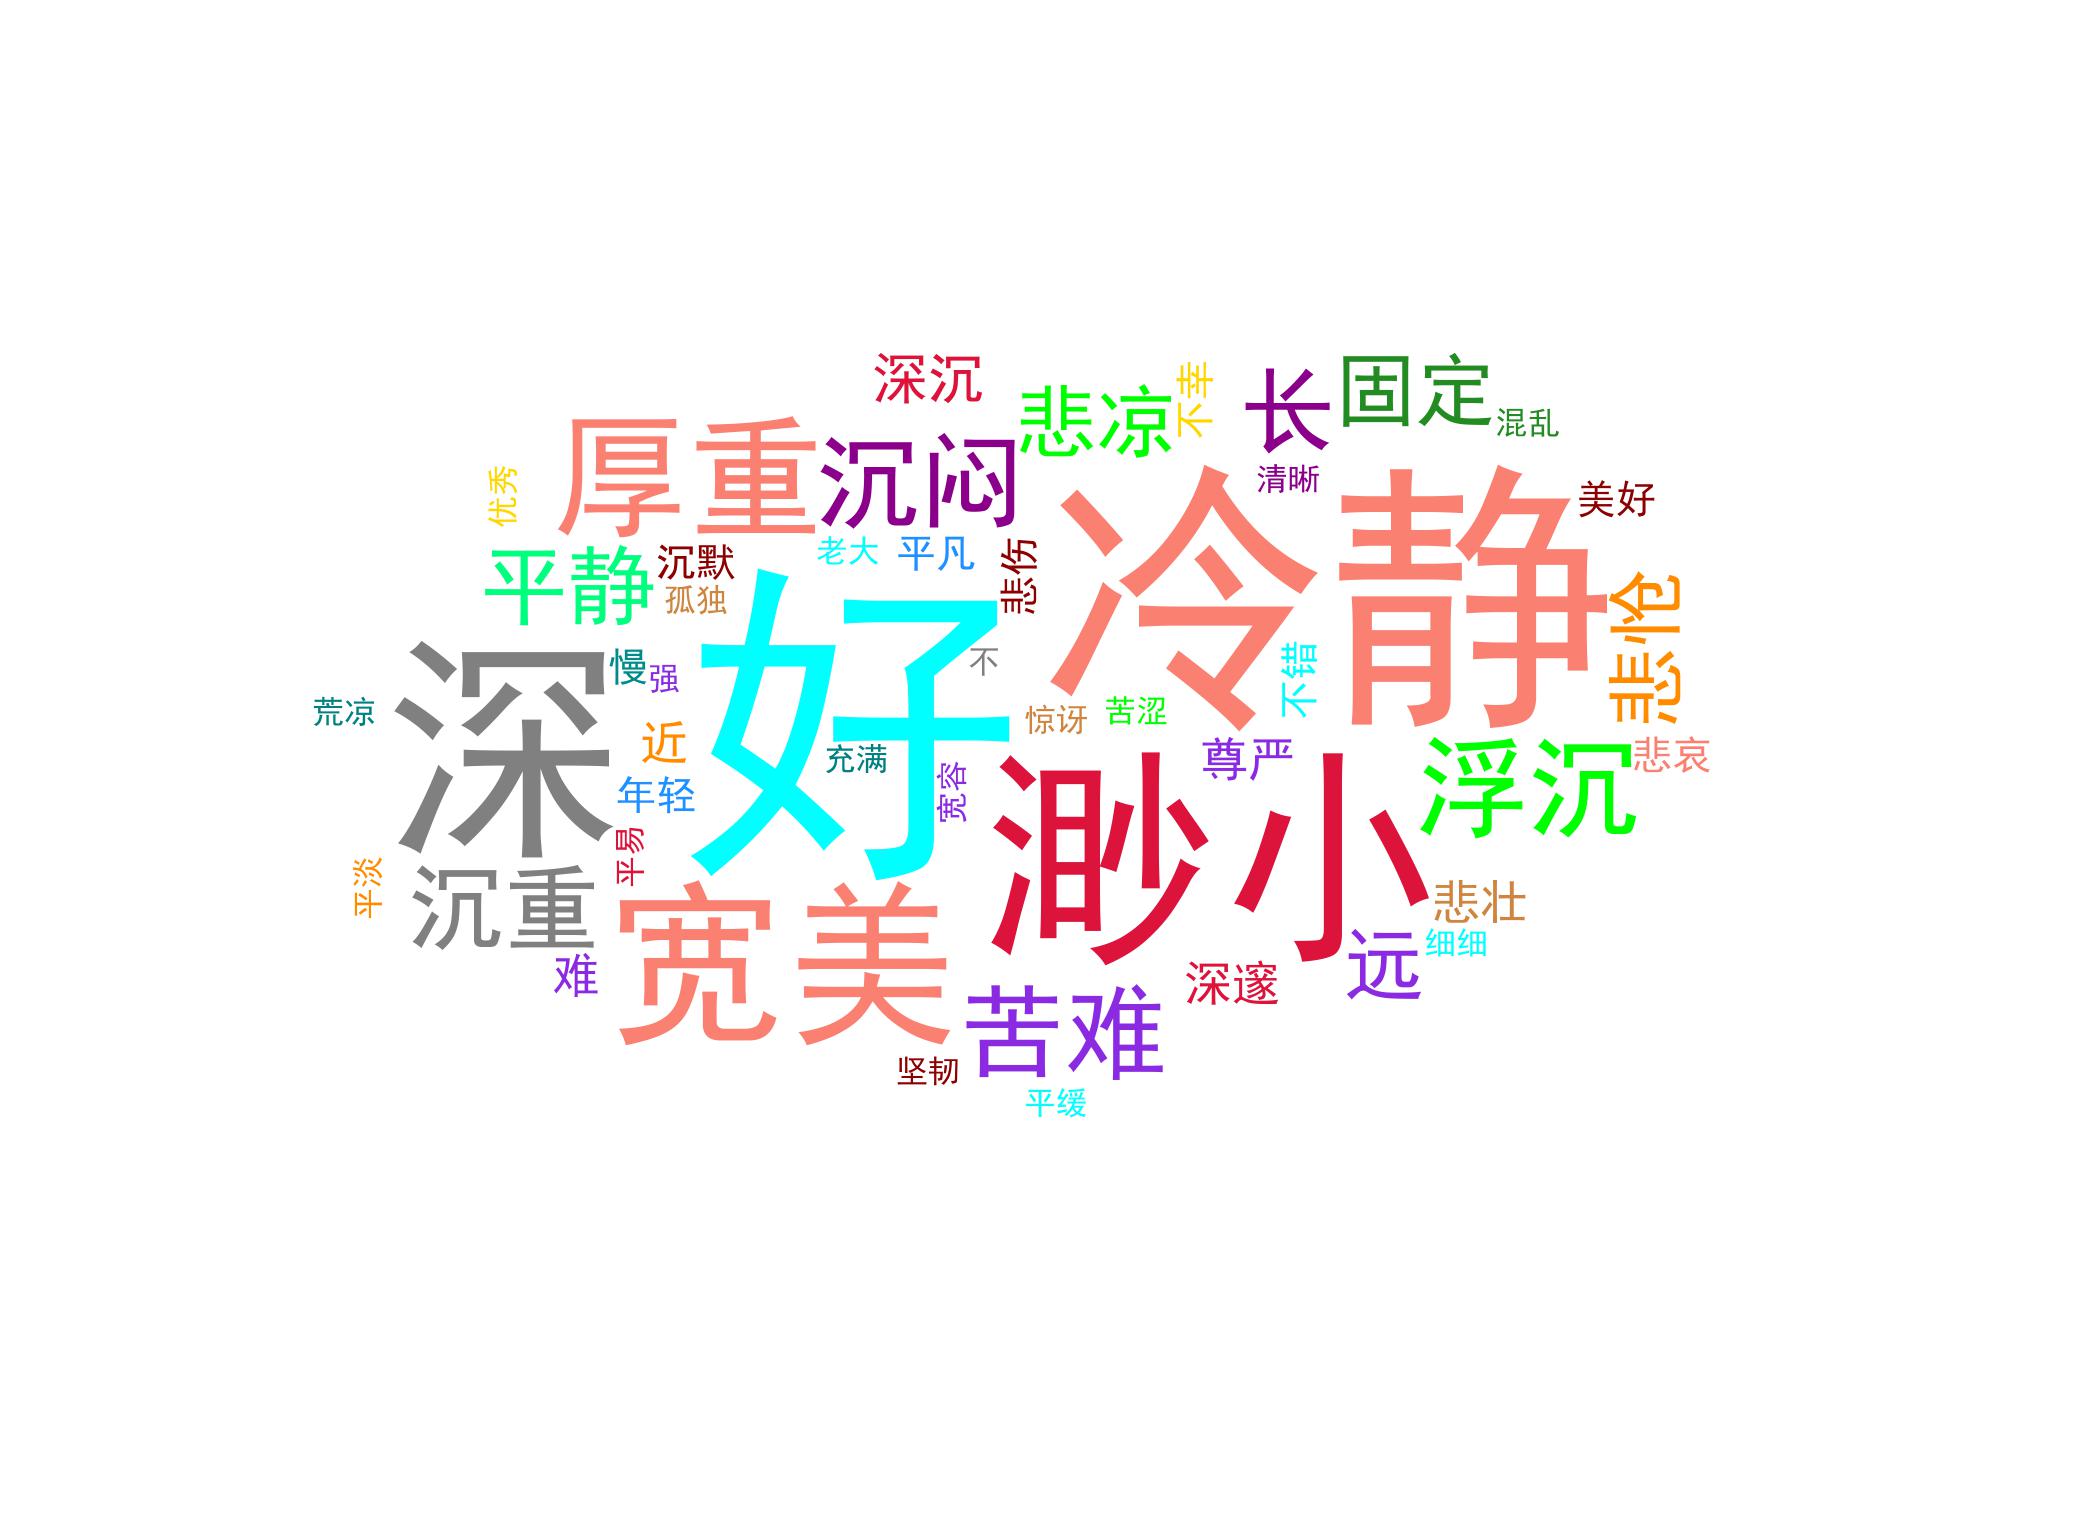 深沉
悲凉
不幸
长
固定
混乱
厚重
沉闷
清晰
冷静
美好
优秀
平静
沉默
老大
平凡
悲伤
孤独
悲怆
好
不
深
慢
强
不错
荒凉
近
惊讶
苦涩
充满
尊严
浮沉
悲哀
年轻
宽容
渺小
平易
平淡
沉重
悲壮
宽美
难
远
细细
深邃
苦难
坚韧
平缓